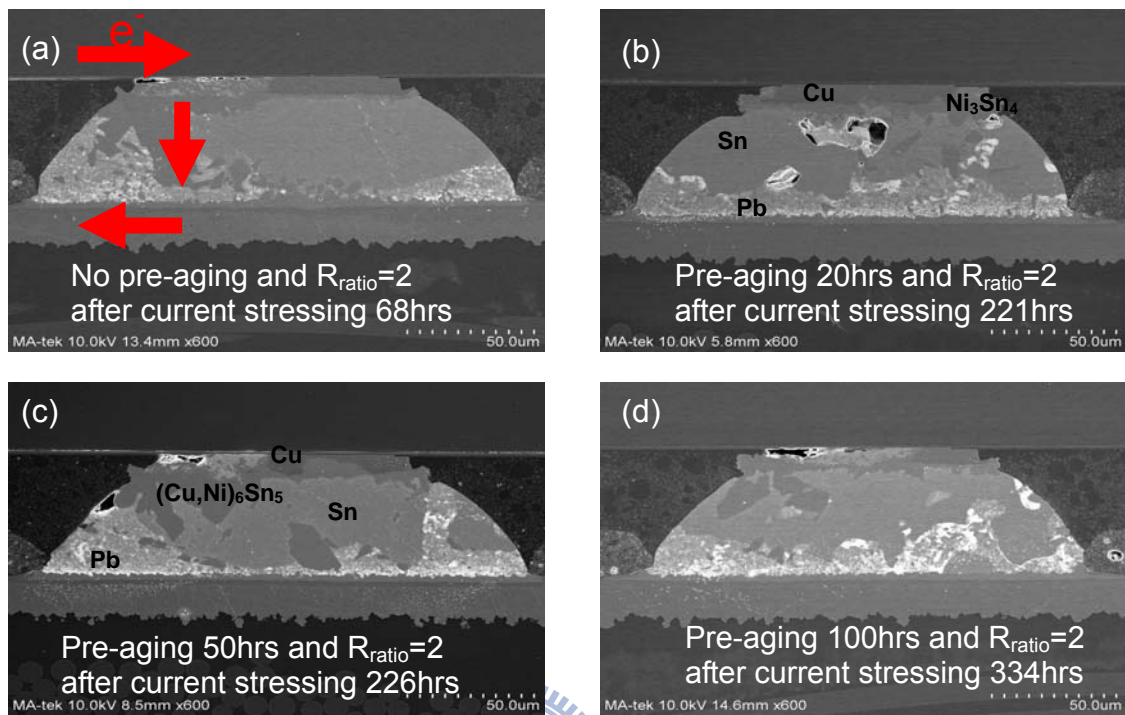 (a)
e⁻
No pre-aging and Rratio=2
after current stressing 68hrs
MA-tek 10.0kV 13.4mm x600
50.0um
(b)
Cu
Ni3Sn4
Sn
Pb
Pre-aging 20hrs and Rratio=2
after current stressing 221hrs
MA-tek 10.0kV 5.8mm x600
50.0um
(c)
Cu
(Cu,Ni)6Sn5
Sn
Pb
Pre-aging 50hrs and Rratio=2
after current stressing 226hrs
MA-tek 10.0kV 8.5mm x600
50.0um
(d)
Pre-aging 100hrs and Rratio=2
after current stressing 334hrs
MA-tek 10.0kV 14.6mm x600
50.0um